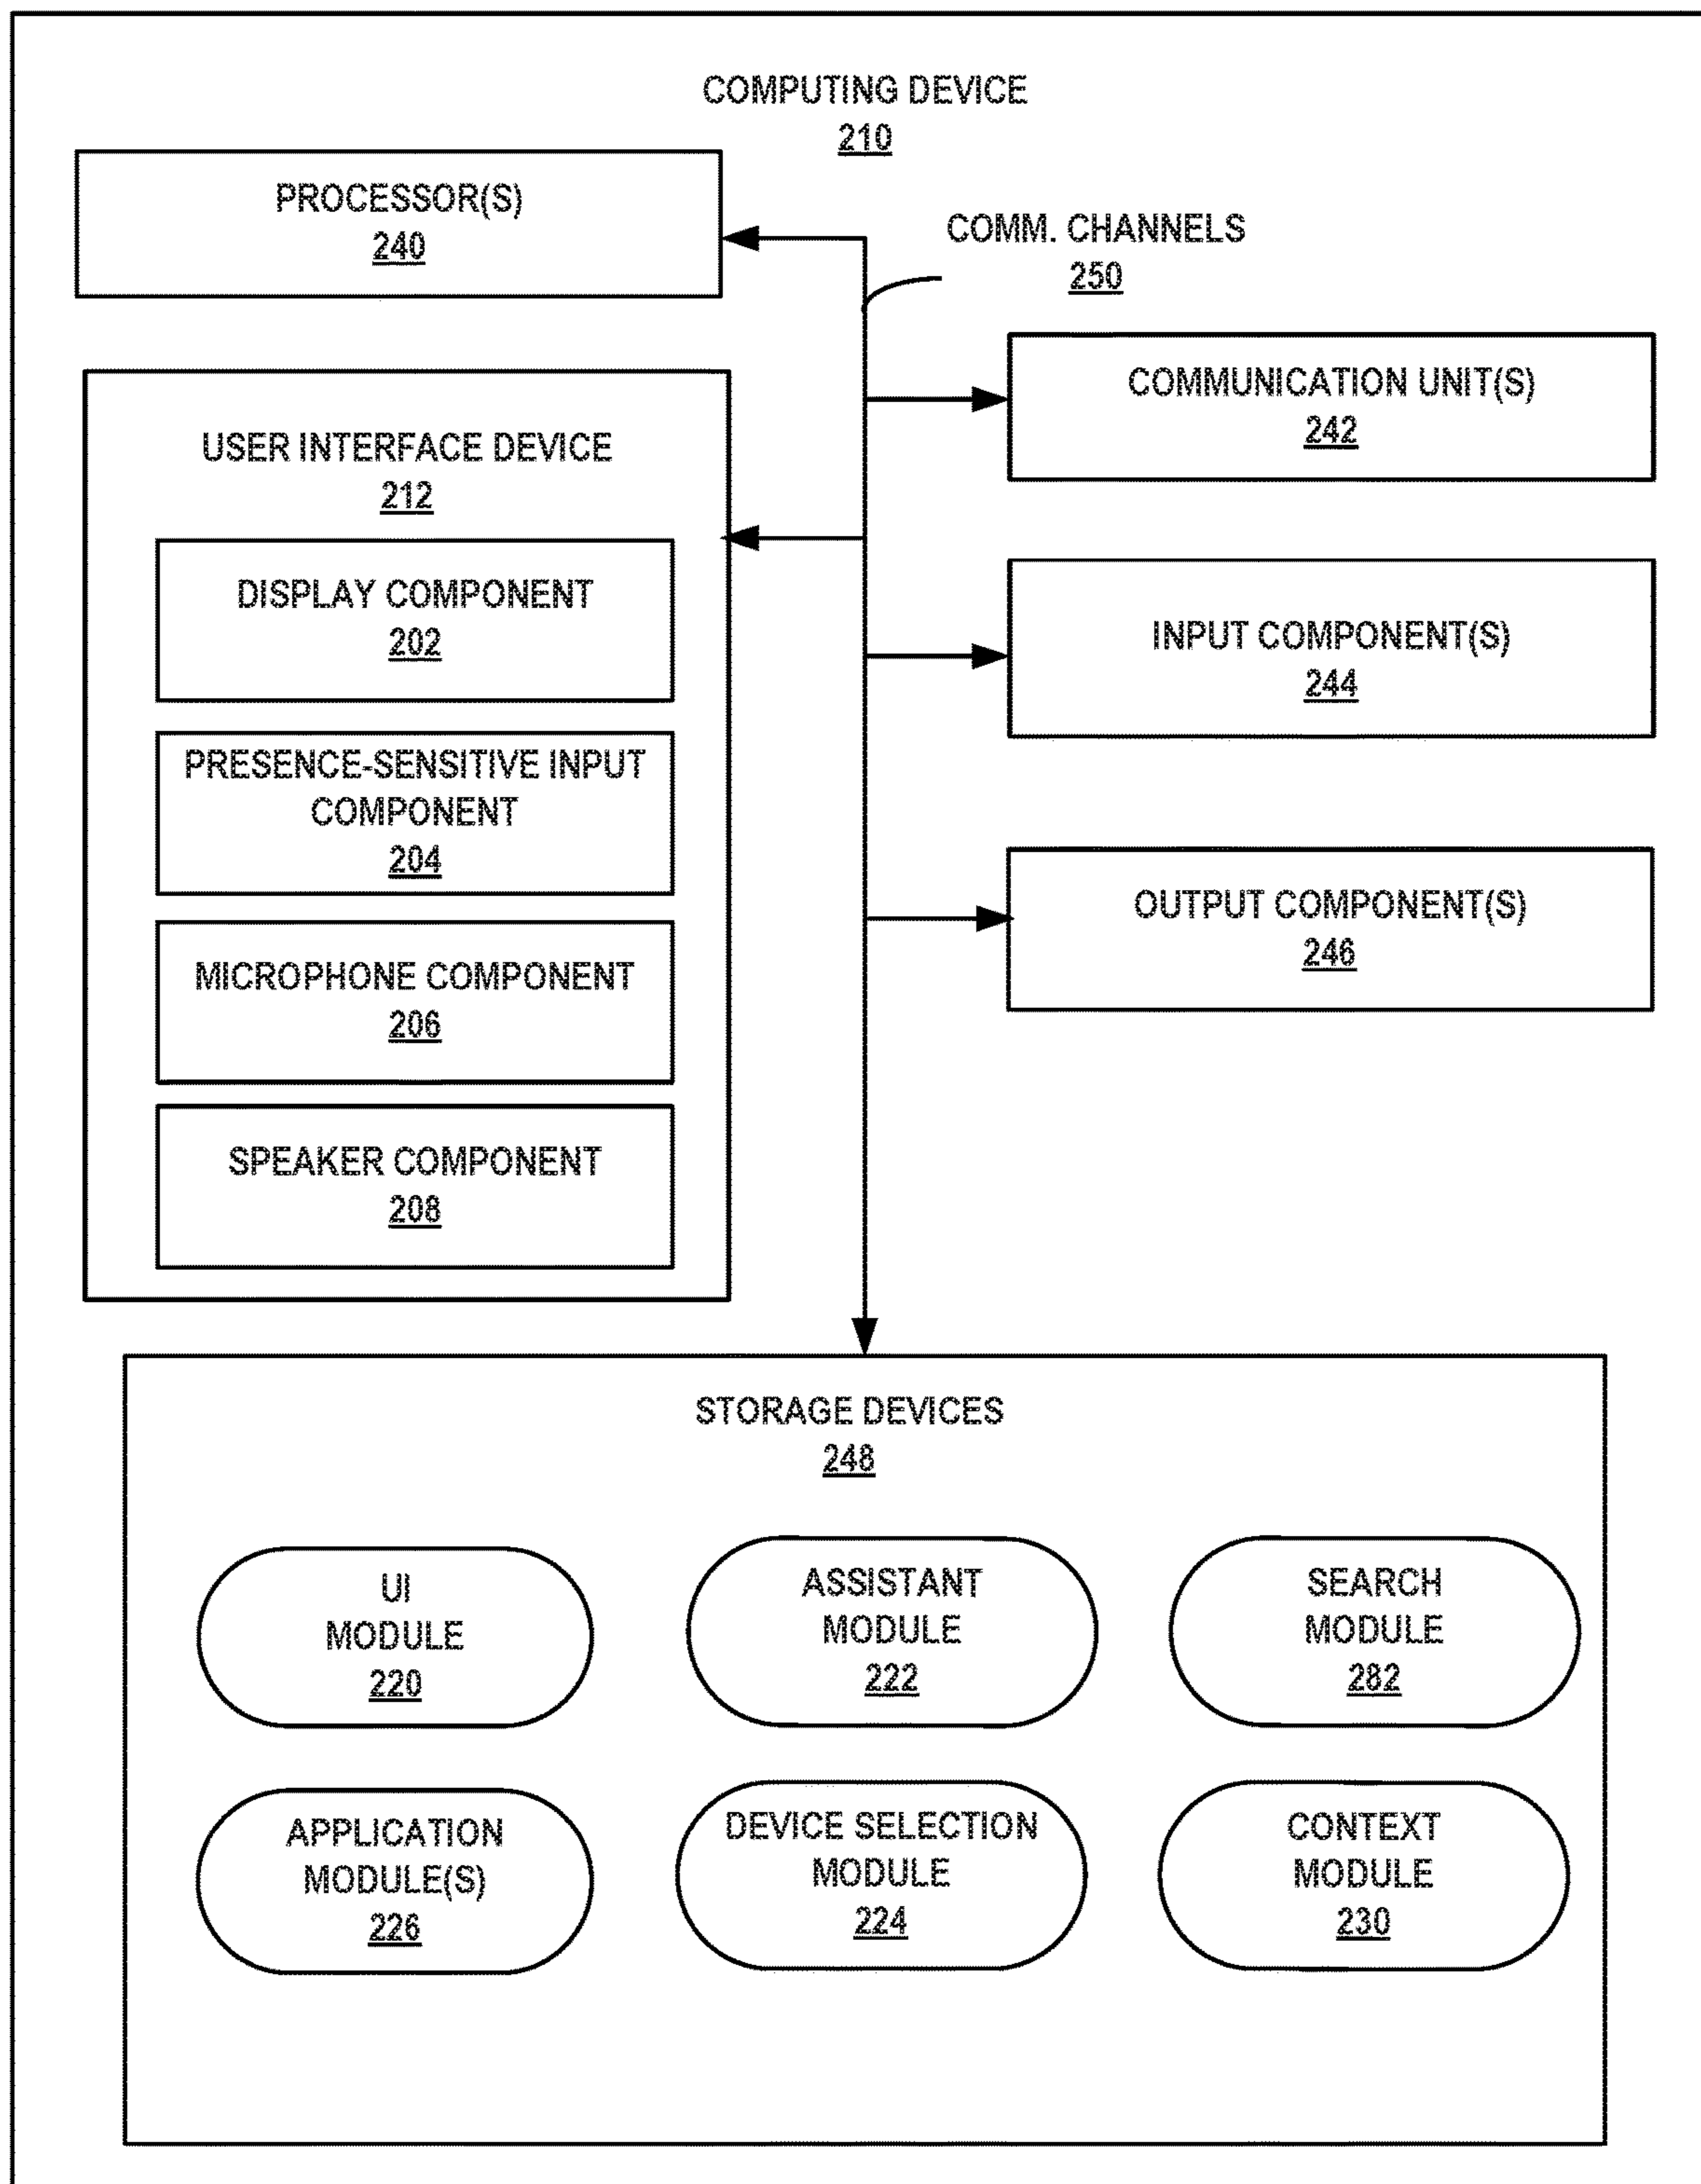 COMPUTING DEVICE
210
PROCESSOR(S)
240
COMM. CHANNELS
250
COMMUNICATION UNIT(S)
242
USER INTERFACE DEVICE
212
DISPLAY COMPONENT
202
INPUT COMPONENT(S)
244
PRESENCE-SENSITIVE INPUT
COMPONENT
204
OUTPUT COMPONENT(S)
246
MICROPHONE COMPONENT
206
SPEAKER COMPONENT
208
STORAGE DEVICES
248
UI
MODULE
220
ASSISTANT
MODULE
222
SEARCH
MODULE
282
APPLICATION
MODULE(S)
226
DEVICE SELECTION
MODULE
224
CONTEXT
MODULE
230